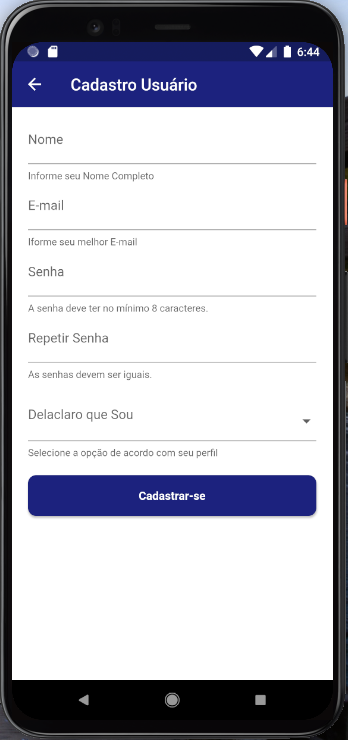 6:44
Cadastro Usuário
Nome
Informe seu Nome Completo
E-mail
Iforme seu melhor E-mail
Senha
A senha deve ter no mínimo 8 caracteres.
Repetir Senha
As senhas devem ser iguais.
Delaclaro que Sou
Selecione a opção de acordo com seu perfil
Cadastrar-se